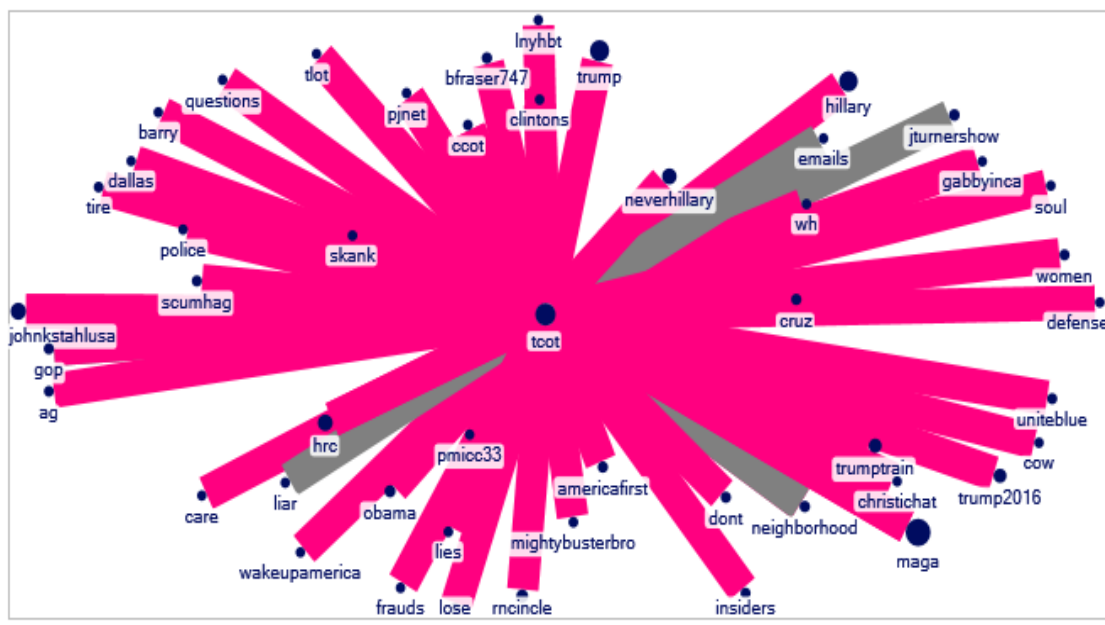 lnyhbt
tlot
bfraser747
trump
questions
pjnet
clintons
hillary
barry
ccot
emails
jturnershow
dallas
gabbyinca
tire
neverhillary
soul
police
skank
wh
scumhag
women
johnkstahlusa
cruz
defense
tcot
gop
ag
uniteblue
hrc
pmicc33
trumptrain
cow
care
liar
obama
americafirst
christichat
trump2016
dont
neighborhood
lies
mightybusterbro
maga
wakeupamerica
frauds
lose
rncincle
insiders